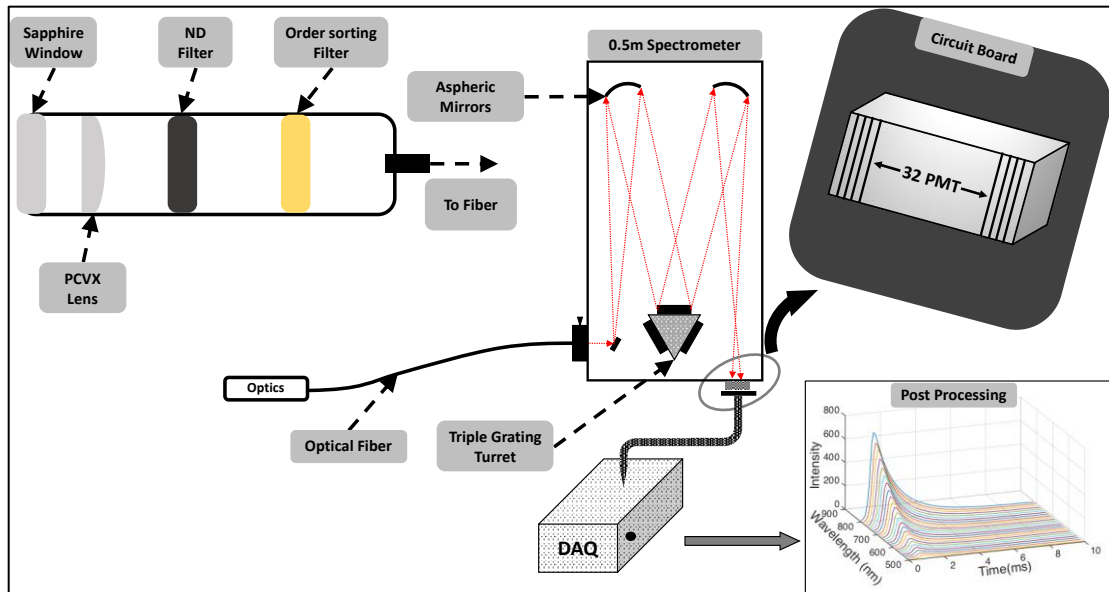 Sapphire
Window
ND
Filter
Order sorting
Filter
To Fiber
PCVX
Lens
Aspheric
Mirrors
0.5m Spectrometer
Circuit Board
32 PMT
Optics
Optical Fiber
Triple Grating
Turret
DAQ
Post Processing
800
600
400
200
0
Intensity
900
800
700
600
500
Wavelength (nm)
0
2
4
6
8
10
Time(ms)